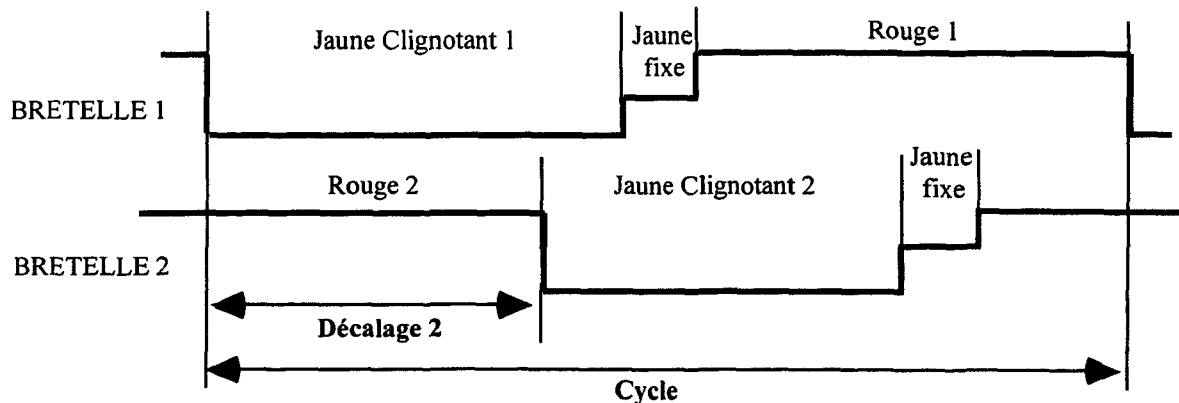 Jaune Clignotant 1
Jaune
fixe
Rouge 1
BRETELLE 1
Rouge 2
Jaune Clignotant 2
Jaune
fixe
BRETELLE 2
Décalage 2
Cycle